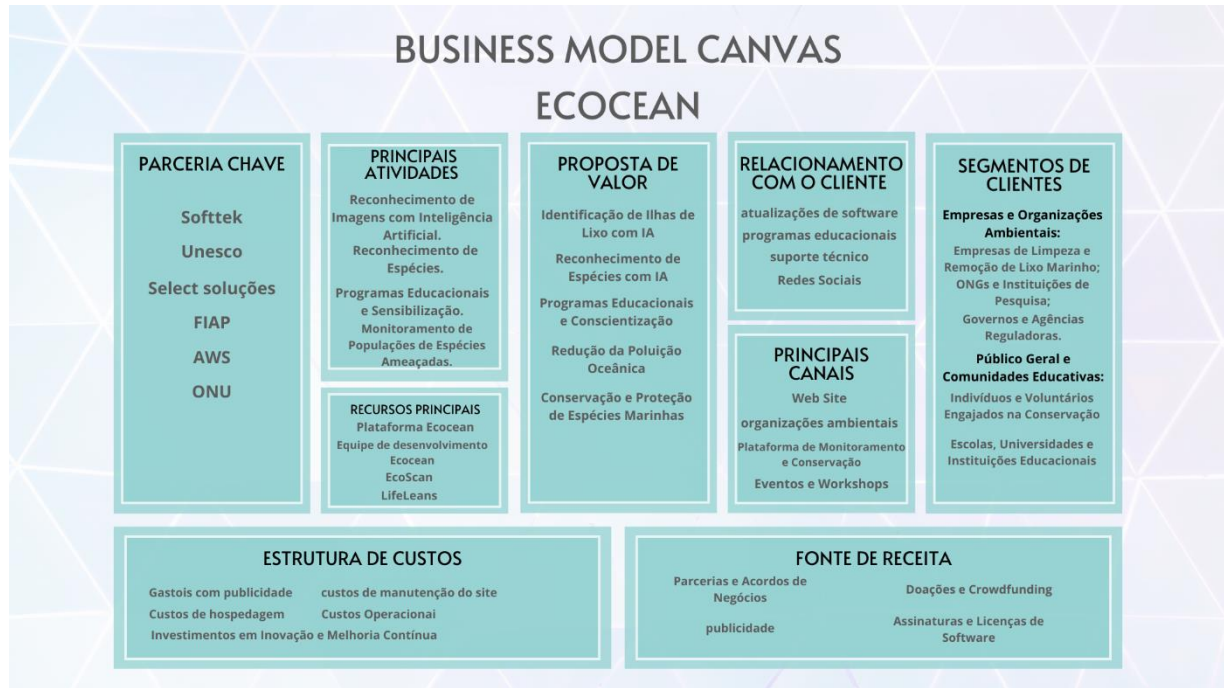 BUSINESS MODEL CANVAS
ECOCEAN
PARCERIA CHAVE
Softtek
Unesco
Select soluções
FIAP
AWS
ONU
PRINCIPAIS
ATIVIDADES
Reconhecimento de
Imagens com Inteligência
Artificial.
Reconhecimento de
Espécies.
Programas Educacionais
e Sensibilização.
Monitoramento de
Populações de Espécies
Ameaçadas.
RECURSOS PRINCIPAIS
Plataforma Ecocean
Equipe de desenvolvimento
Ecocean
EcoScan
LifeLeans
PROPOSTA DE
VALOR
Identificação de Ilhas de
Lixo com IA
Reconhecimento de
Espécies com IA
Programas Educacionais
e Conscientização
Redução da Poluição
Oceânica
Conservação e Proteção
de Espécies Marinhas
RELACIONAMENTO
COM O CLIENTE
atualizações de software
programas educacionais
suporte técnico
Redes Sociais
PRINCIPAIS
CANAIS
Web Site
organizações ambientais
Plataforma de Monitoramento
e Conservação
Eventos e Workshops
SEGMENTOS DE
CLIENTES
Empresas e Organizações
Ambientais:
Empresas de Limpeza e
Remoção de Lixo Marinho;
ONGs e Instituições de
Pesquisa;
Governos e Agências
Reguladoras.
Público Geral e
Comunidades Educativas:
Indivíduos e Voluntários
Engajados na Conservação
Escolas, Universidades e
Instituições Educacionais
ESTRUTURA DE CUSTOS
Gastois com publicidade
custos de manutenção do site
Custos de hospedagem
Custos Operacionai
Investimentos em Inovação e Melhoria Contínua
FONTE DE RECEITA
Parcerias e Acordos de
Negócios
Doações e Crowdfunding
publicidade
Assinaturas e Licenças de
Software